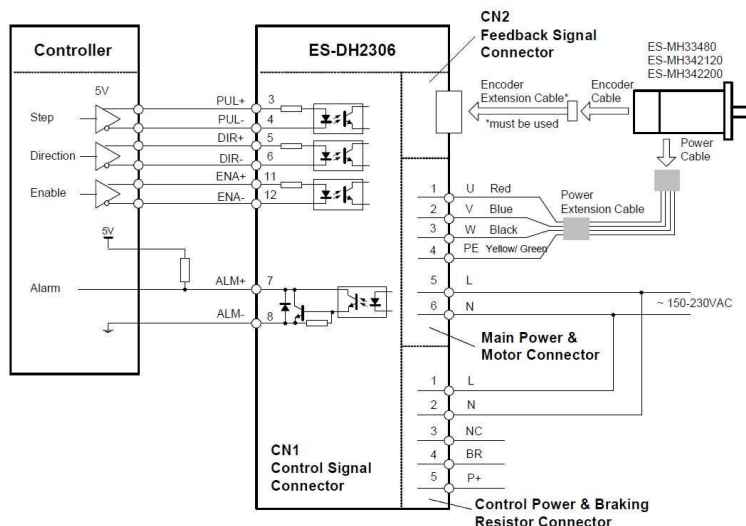 Controller
5V
Step
Direction
Enable
5V
Alarm
PUL+
PUL-
DIR+
DIR-
ENA+
ENA-
ALM+
ALM-
ES-DH2306
3
4
5
6
11
12
7
8
CN1
Control Signal
Connector
CN2
Feedback Signal
Connector
Encoder
Extension Cable*
*must be used
Encoder
Cable
ES-MH33480
ES-MH342120
ES-MH342200
Power
Cable
1 U Red
2 V Blue
3 W Black
4 PE Yellow/ Green
Power
Extension Cable
5 L
6 N
~ 150-230VAC
Main Power &
Motor Connector
1 L
2 N
3 NC
4 BR
5 P+
Control Power & Braking
Resistor Connector